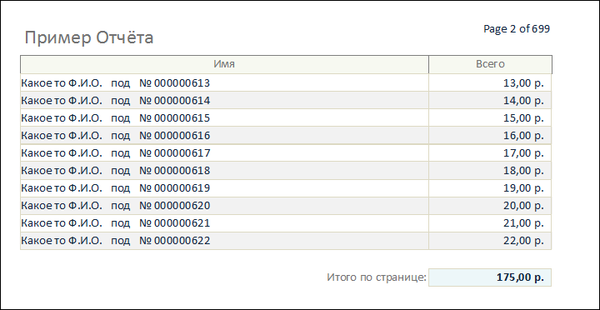 Page 2 of 699
Пример Отчёта
Имя Всего
Какое то Ф.И.О. под № 000000613 13,00 р.
Какое то Ф.И.О. под № 000000614 14,00 р.
Какое то Ф.И.О. под № 000000615 15,00 р.
Какое то Ф.И.О. под № 000000616 16,00 р.
Какое то Ф.И.О. под № 000000617 17,00 р.
Какое то Ф.И.О. под № 000000618 18,00 р.
Какое то Ф.И.О. под № 000000619 19,00 р.
Какое то Ф.И.О. под № 000000620 20,00 р.
Какое то Ф.И.О. под № 000000621 21,00 р.
Какое то Ф.И.О. под № 000000622 22,00 р.
Итого по странице: 175,00 р.